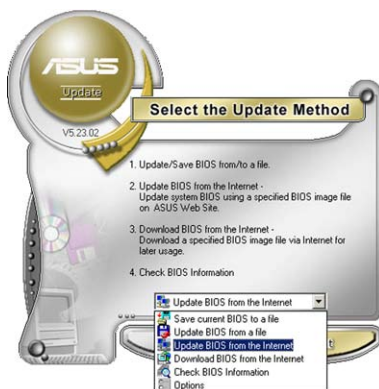 ASUS
Update
V5.23.02
Select the Update Method
1. Update/Save BIOS from/to a file.
2. Update BIOS from the Internet -
Update system BIOS using a specified BIOS image file
on ASUS Web Site.
3. Download BIOS from the Internet -
Download a specified BIOS image file via Internet for
later usage.
4. Check BIOS Information
Update BIOS from the Internet
Save current BIOS to a file
Update BIOS from a file
Update BIOS from the Internet
Download BIOS from the Internet
Check BIOS Information
Options